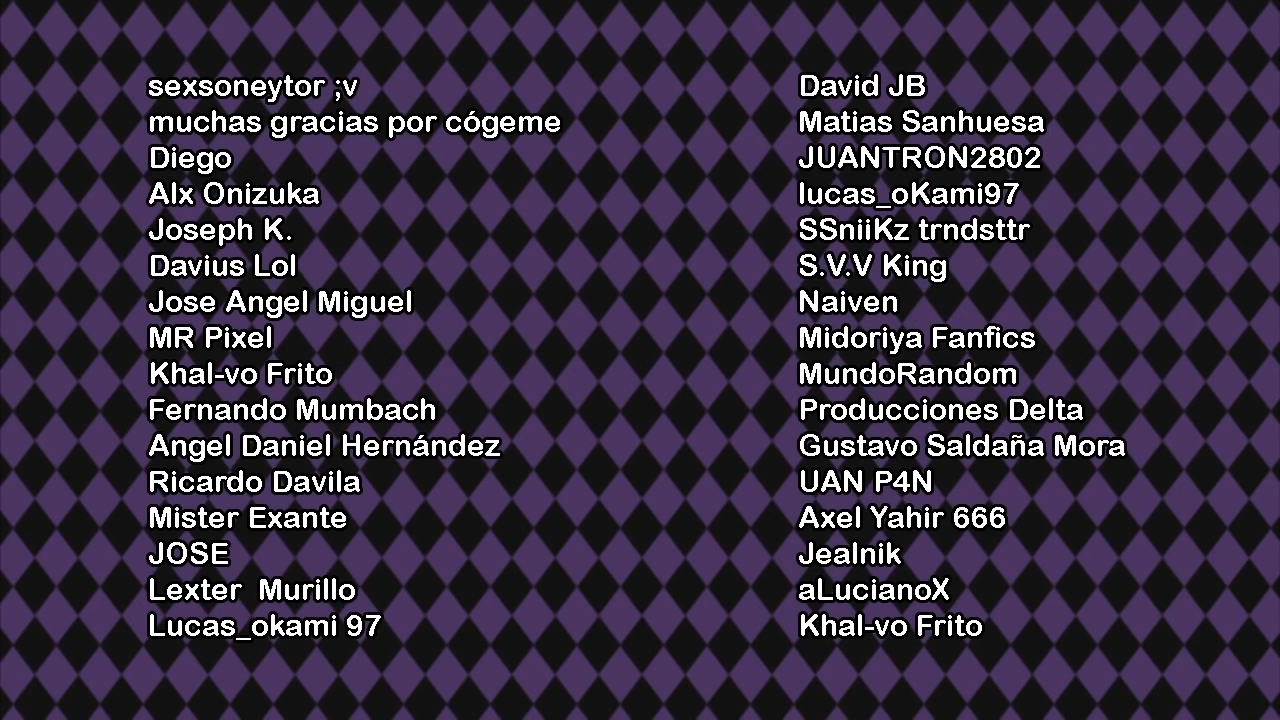 sexsoneytor ;v
muchas gracias por cógeme
Diego
Alx Onizuka
Joseph K.
Davius Lol
Jose Angel Miguel
MR Pixel
Khal-vo Frito
Fernando Mumbach
Angel Daniel Hernández
Ricardo Davila
Mister Exante
JOSE
Lexter  Murillo
Lucas_okami 97
David JB
Matias Sanhuesa
JUANTRON2802
lucas_oKami97
SSniiKz trndsttr
S.V.V King
Naiven
Midoriya Fanfics
MundoRandom
Producciones Delta
Gustavo Saldaña Mora
UAN P4N
Axel Yahir 666
Jealnik
aLucianoX
Khal-vo Frito